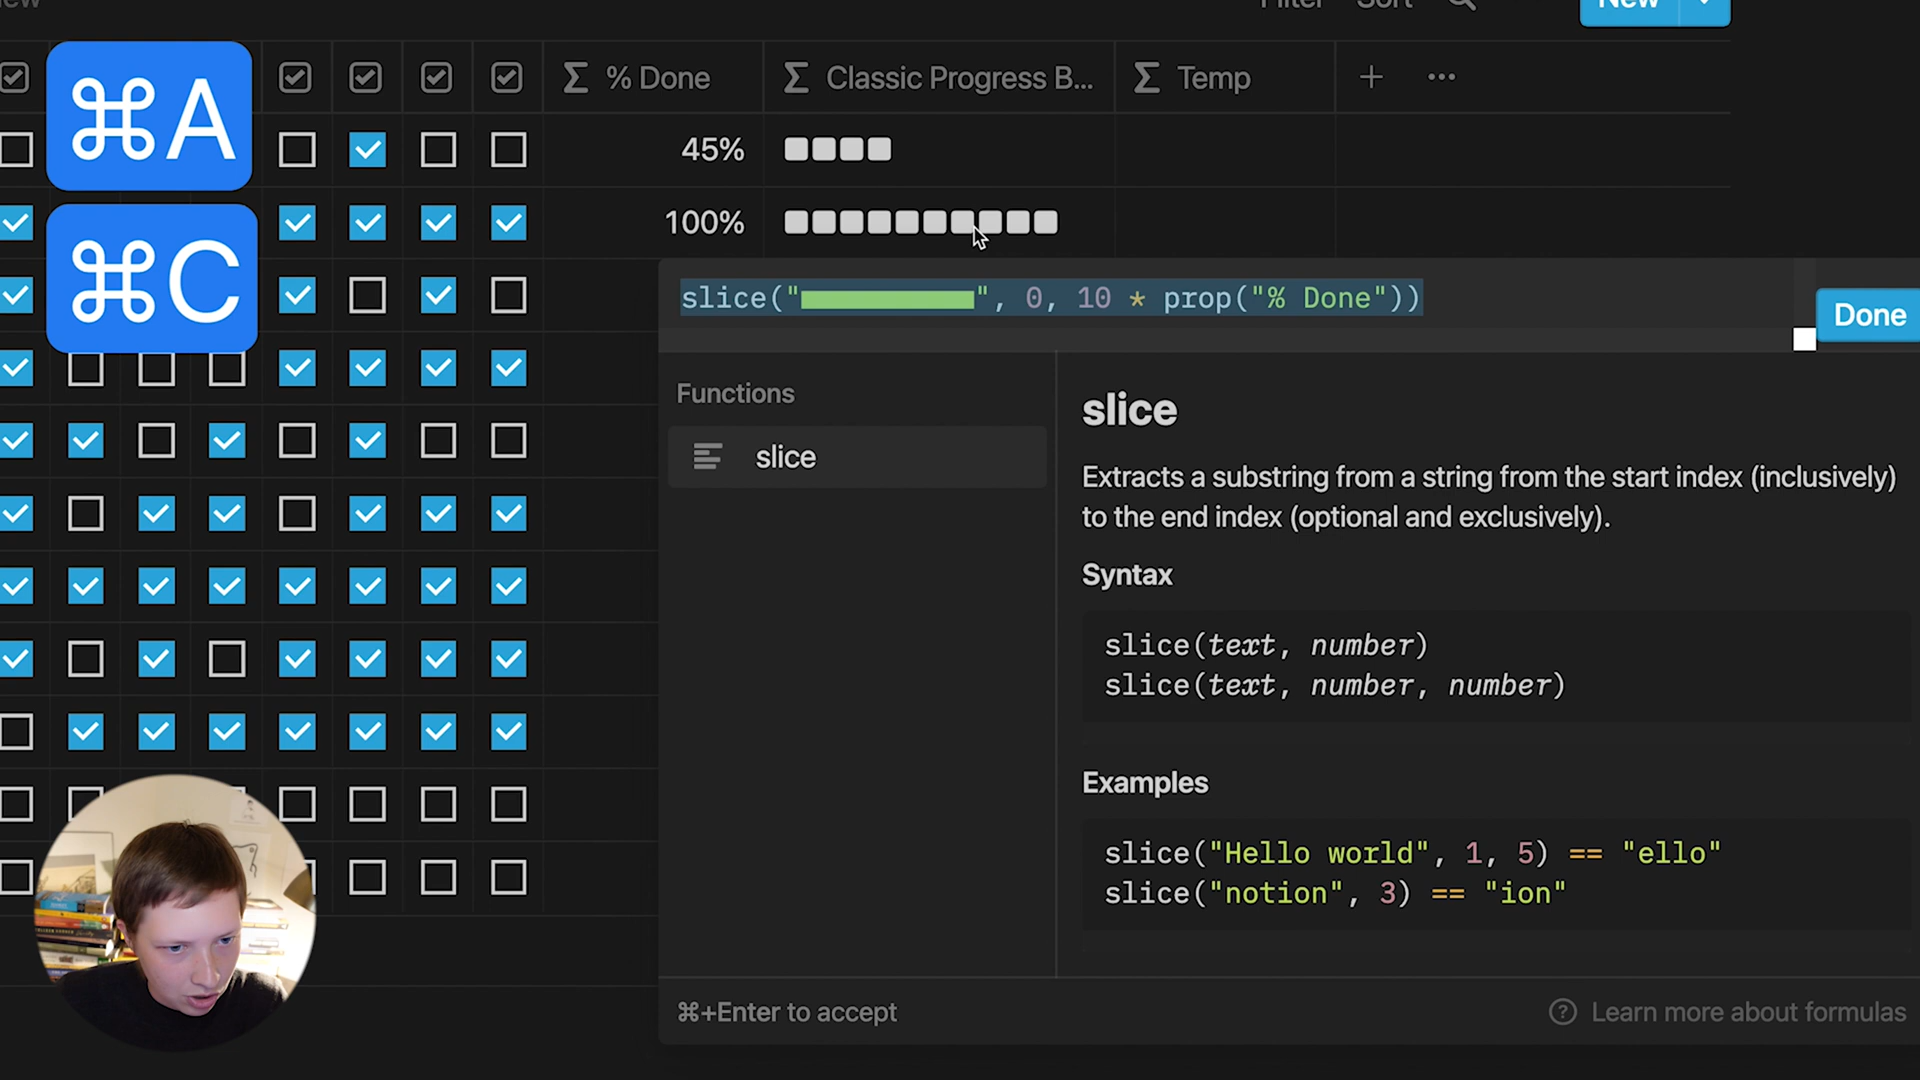 ⌘A
% Done
Classic Progress B...
Temp
45%
100%
⌘C
slice("■■■■■■■■■■", 0, 10 * prop("% Done"))
Done
Functions
slice
slice
Extracts a substring from a string from the start index (inclusively)
to the end index (optional and exclusively).
Syntax
slice(text, number)
slice(text, number, number)
Examples
slice("Hello world", 1, 5) == "ello"
slice("notion", 3) == "ion"
⌘+Enter to accept
Learn more about formulas